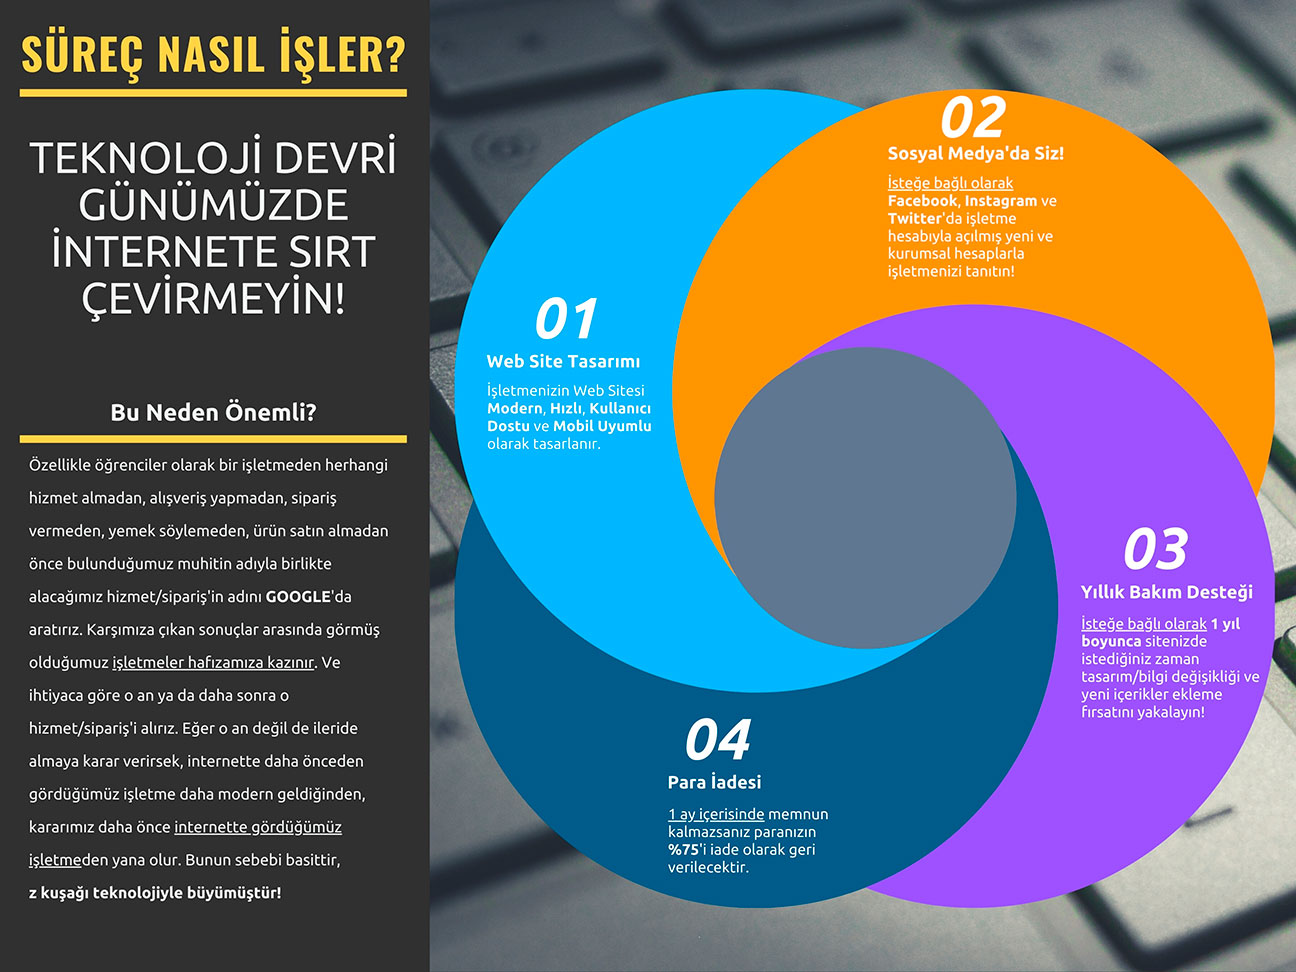 SÜREÇ NASIL İŞLER?
TEKNOLOJİ DEVRİ
GÜNÜMÜZDE
İNTERNETE SIRT
ÇEVİRMEYİN!
Bu Neden Önemli?
Özellikle öğrenciler olarak bir işletmeden herhangi
hizmet almadan, alışveriş yapmadan, sipariş
vermeden, yemek söylemeden, ürün satın almadan
önce bulunduğumuz muhitin adıyla birlikte
alacağımız hizmet/sipariş'in adını GOOGLE'da
aratırız. Karşımıza çıkan sonuçlar arasında görmüş
olduğumuz işletmeler hafızamıza kazınır. Ve
ihtiyaca göre o an ya da daha sonra o
hizmet/sipariş'i alırız. Eğer o an değil de ileride
almaya karar verirsek, internette daha önceden
gördüğümüz işletme daha modern geldiğinden,
kararımız daha önce internette gördüğümüz
işletmeden yana olur. Bunun sebebi basittir,
z kuşağı teknolojiyle büyümüştür!
01
Web Site Tasarımı
İşletmenizin Web Sitesi
Modern, Hızlı, Kullanıcı
Dostu ve Mobil Uyumlu
olarak tasarlanır.
02
Sosyal Medya'da Siz!
İsteğe bağlı olarak
Facebook, Instagram ve
Twitter'da işletme
hesabıyla açılmış yeni ve
kurumsal hesaplarla
işletmenizi tanıtın!
03
Yıllık Bakım Desteği
İsteğe bağlı olarak 1 yıl
boyunca sitenizde
istediğiniz zaman
tasarım/bilgi değişikliği ve
yeni içerikler ekleme
fırsatını yakalayın!
04
Para İadesi
1 ay içerisinde memnun
kalmazsanız paranızın
%75'i iade olarak geri
verilecektir.